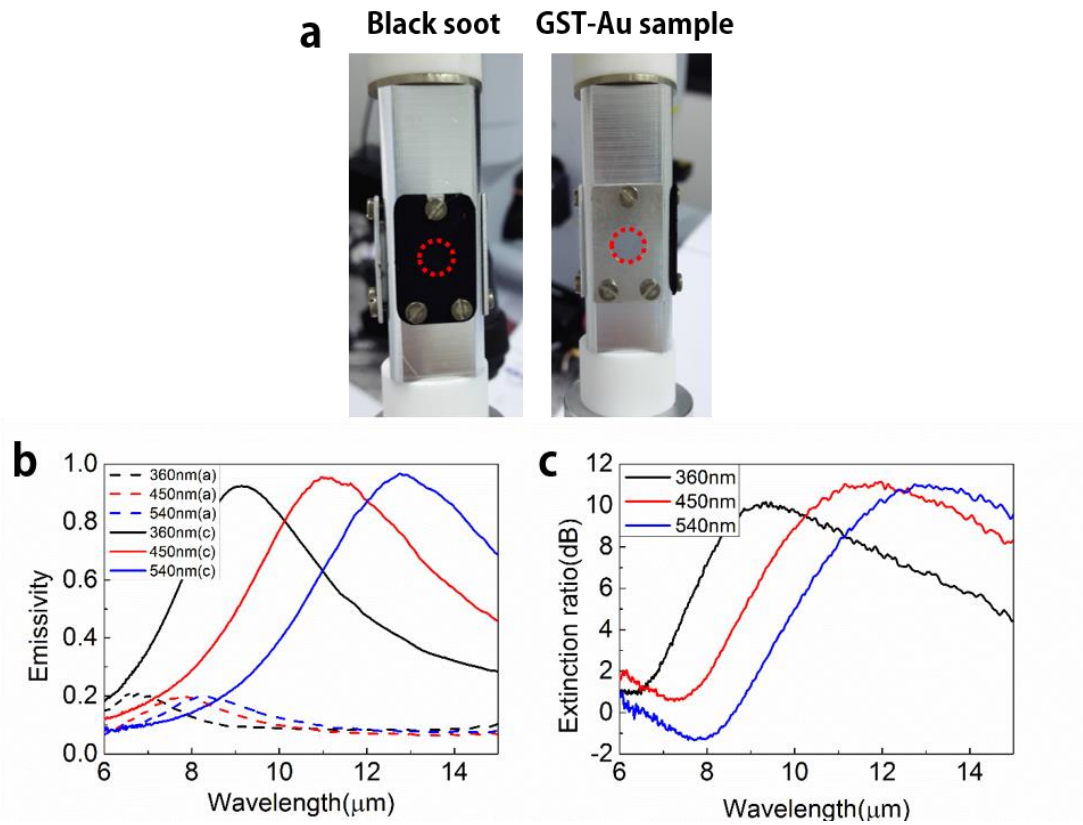 a
Black soot
GST-Au sample
b
1.0
0.8
0.6
0.4
0.2
0.0
Emissivity
360nm(a)
450nm(a)
540nm(a)
360nm(c)
450nm(c)
540nm(c)
6 8 10 12 14
Wavelength(μm)
c
12
10
8
6
4
2
0
-2
Extinction ratio(dB)
360nm
450nm
540nm
6 8 10 12 14
Wavelength(μm)